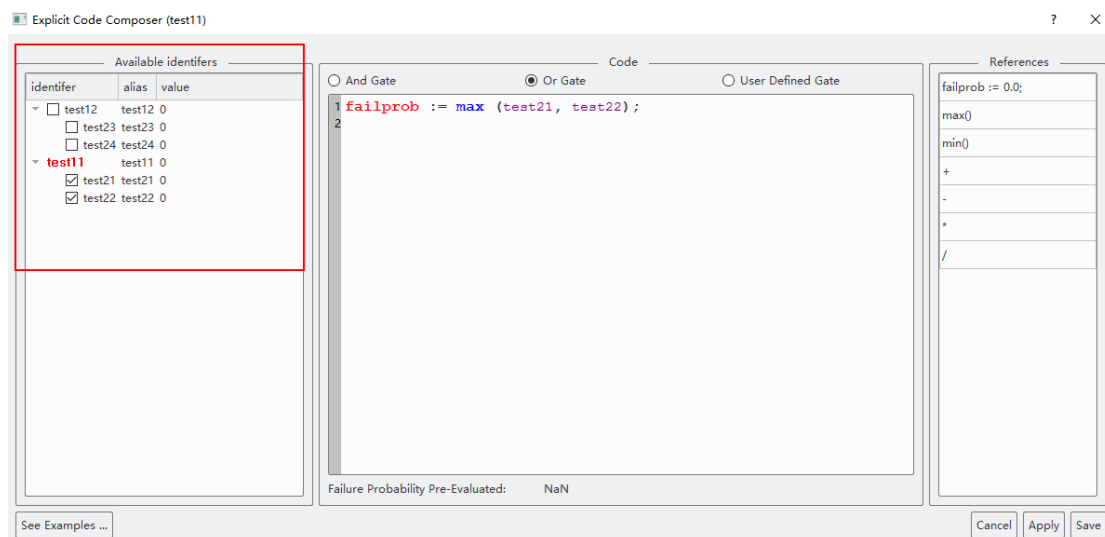 Explicit Code Composer (test11)
? ×
Available identifers
identifer alias value
test12 test12 0
test23 test23 0
test24 test24 0
test11 test11 0
test21 test21 0
test22 test22 0
Code
And Gate Or Gate User Defined Gate
1 failprob := max (test21, test22);
2
Failure Probability Pre-Evaluated: NaN
References
failprob := 0.0;
max()
min()
+
-
*
/
See Examples ...
Cancel Apply Save